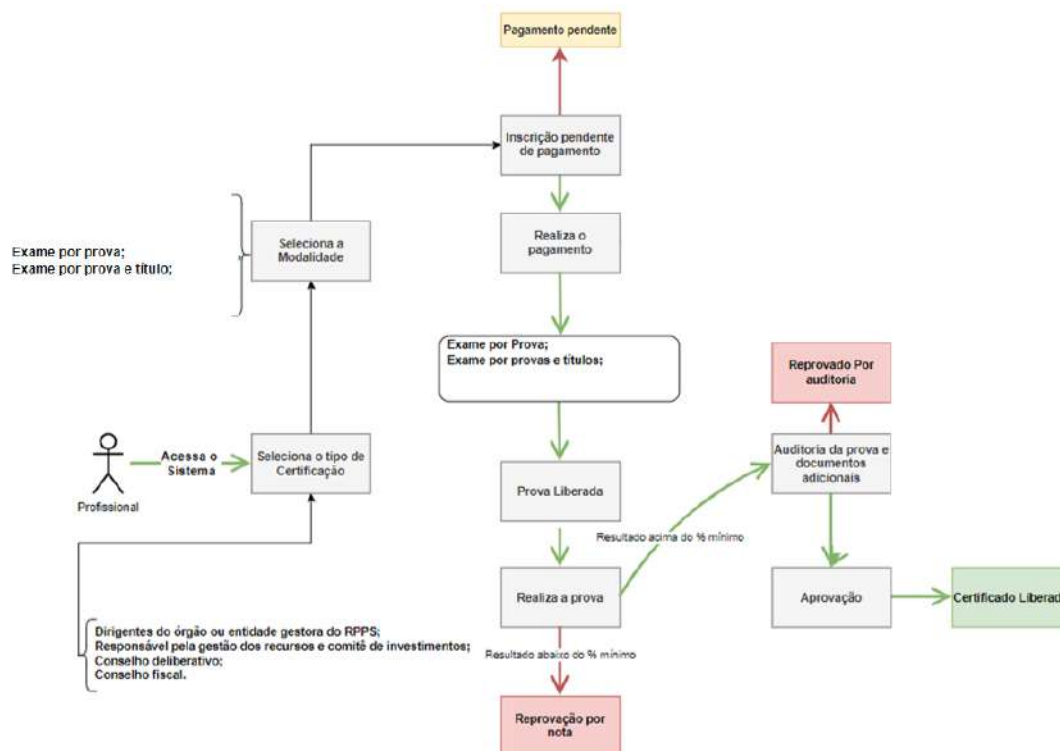 Pagamento pendente
Inscrição pendente
de pagamento
Seleciona a
Modalidade
Realiza o
pagamento
Exame por prova;
Exame por prova e título;
Exame por Prova;
Exame por provas e títulos;
Reprovado Por
auditoria
Acessa o
Sistema
Profissional
Seleciona o tipo de
Certificação
Auditoria da prova e
documentos
adicionais
Prova Liberada
Resultado acima do % mínimo
Realiza a prova
Aprovação
Certificado Liberad
Dirigentes do órgão ou entidade gestora do RPPS;
Responsável pela gestão dos recursos e comitê de investimentos;
Conselho deliberativo;
Conselho fiscal.
Resultado abaixo do % mínimo
Reprovação por
nota